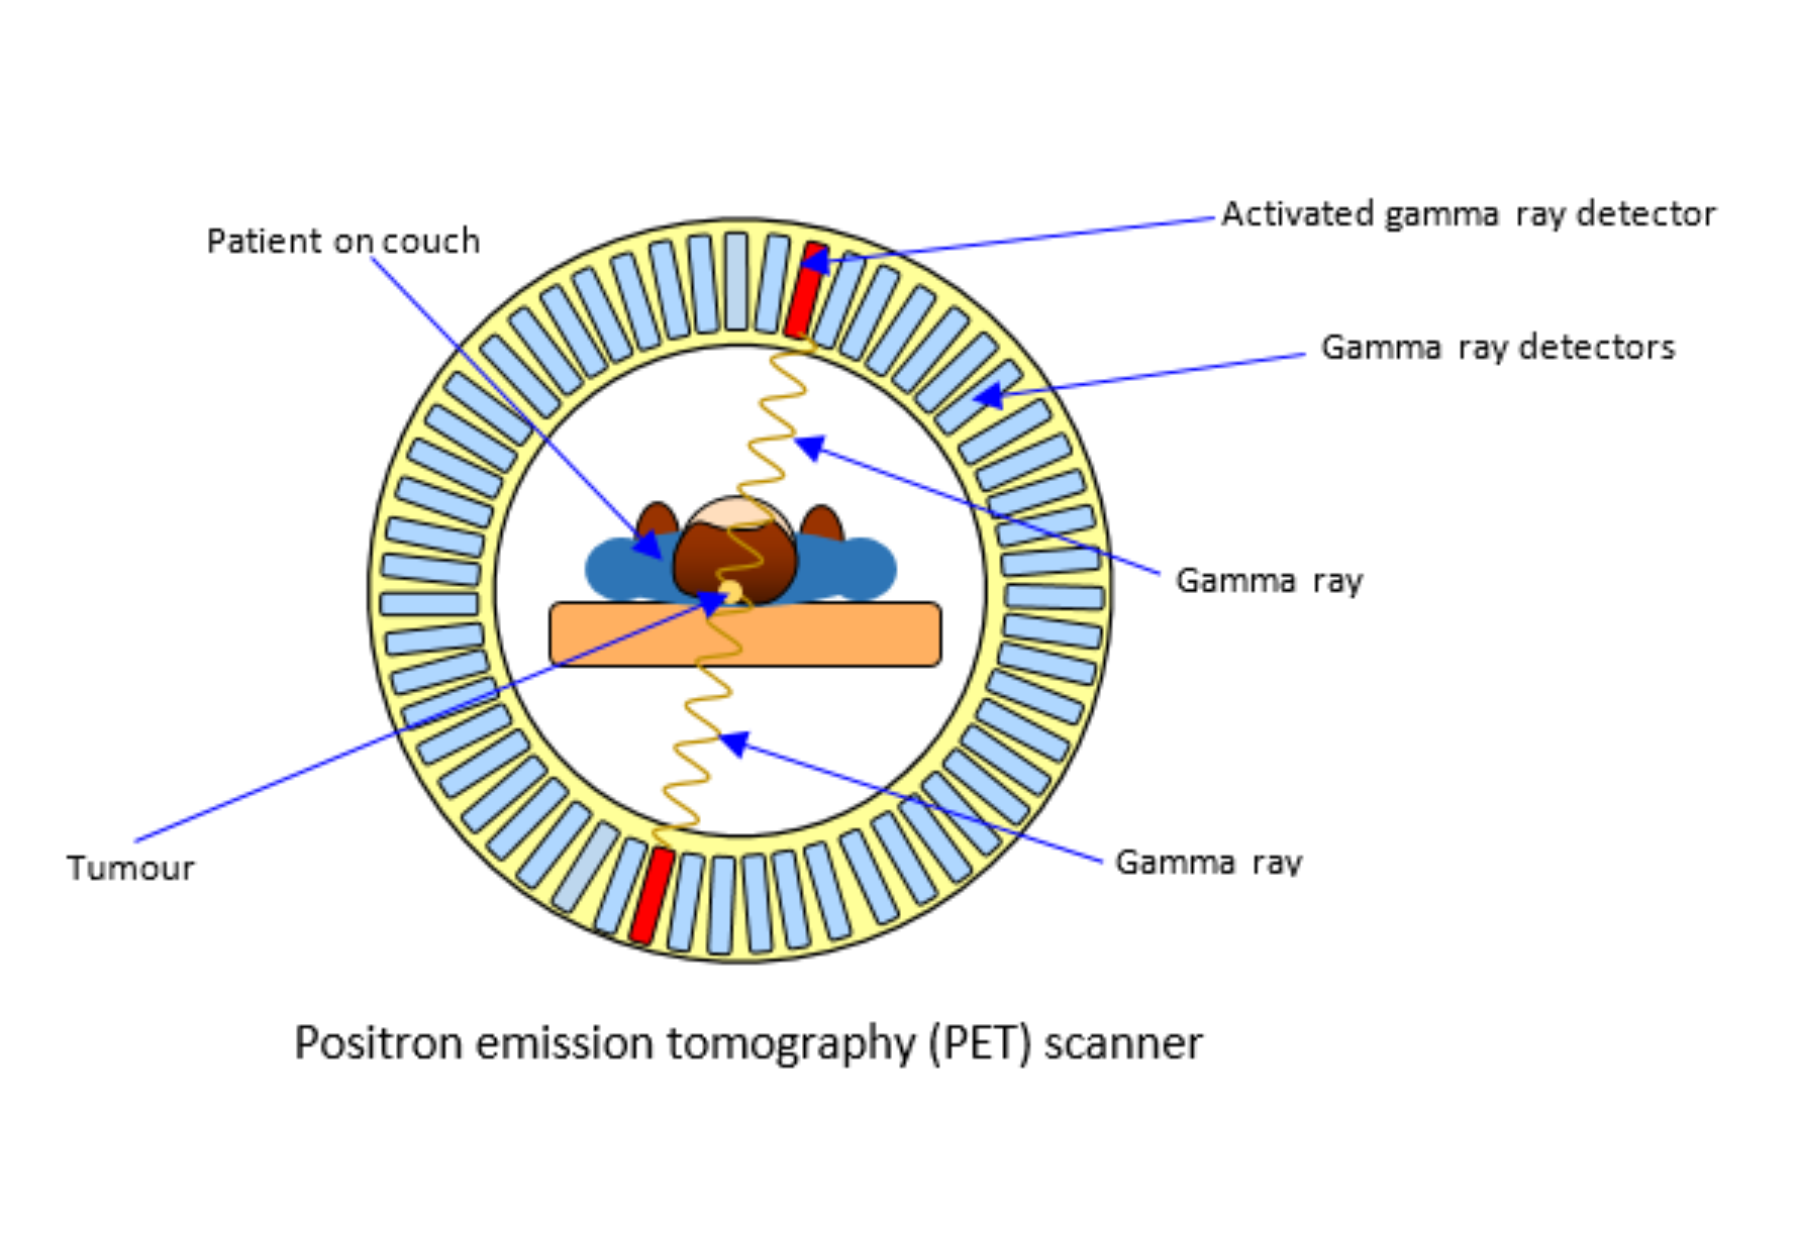 Activated gamma ray detector
Patient on couch
Gamma ray detectors
Gamma ray
Gamma ray
Tumour
Positron emission tomography (PET) scanner